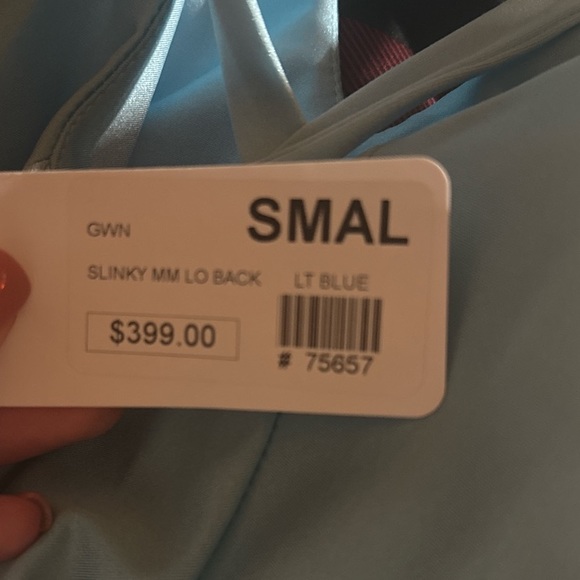 SMAL
GWN
SLINKY MM LO BACK LT BLUE
$399.00
# 75657